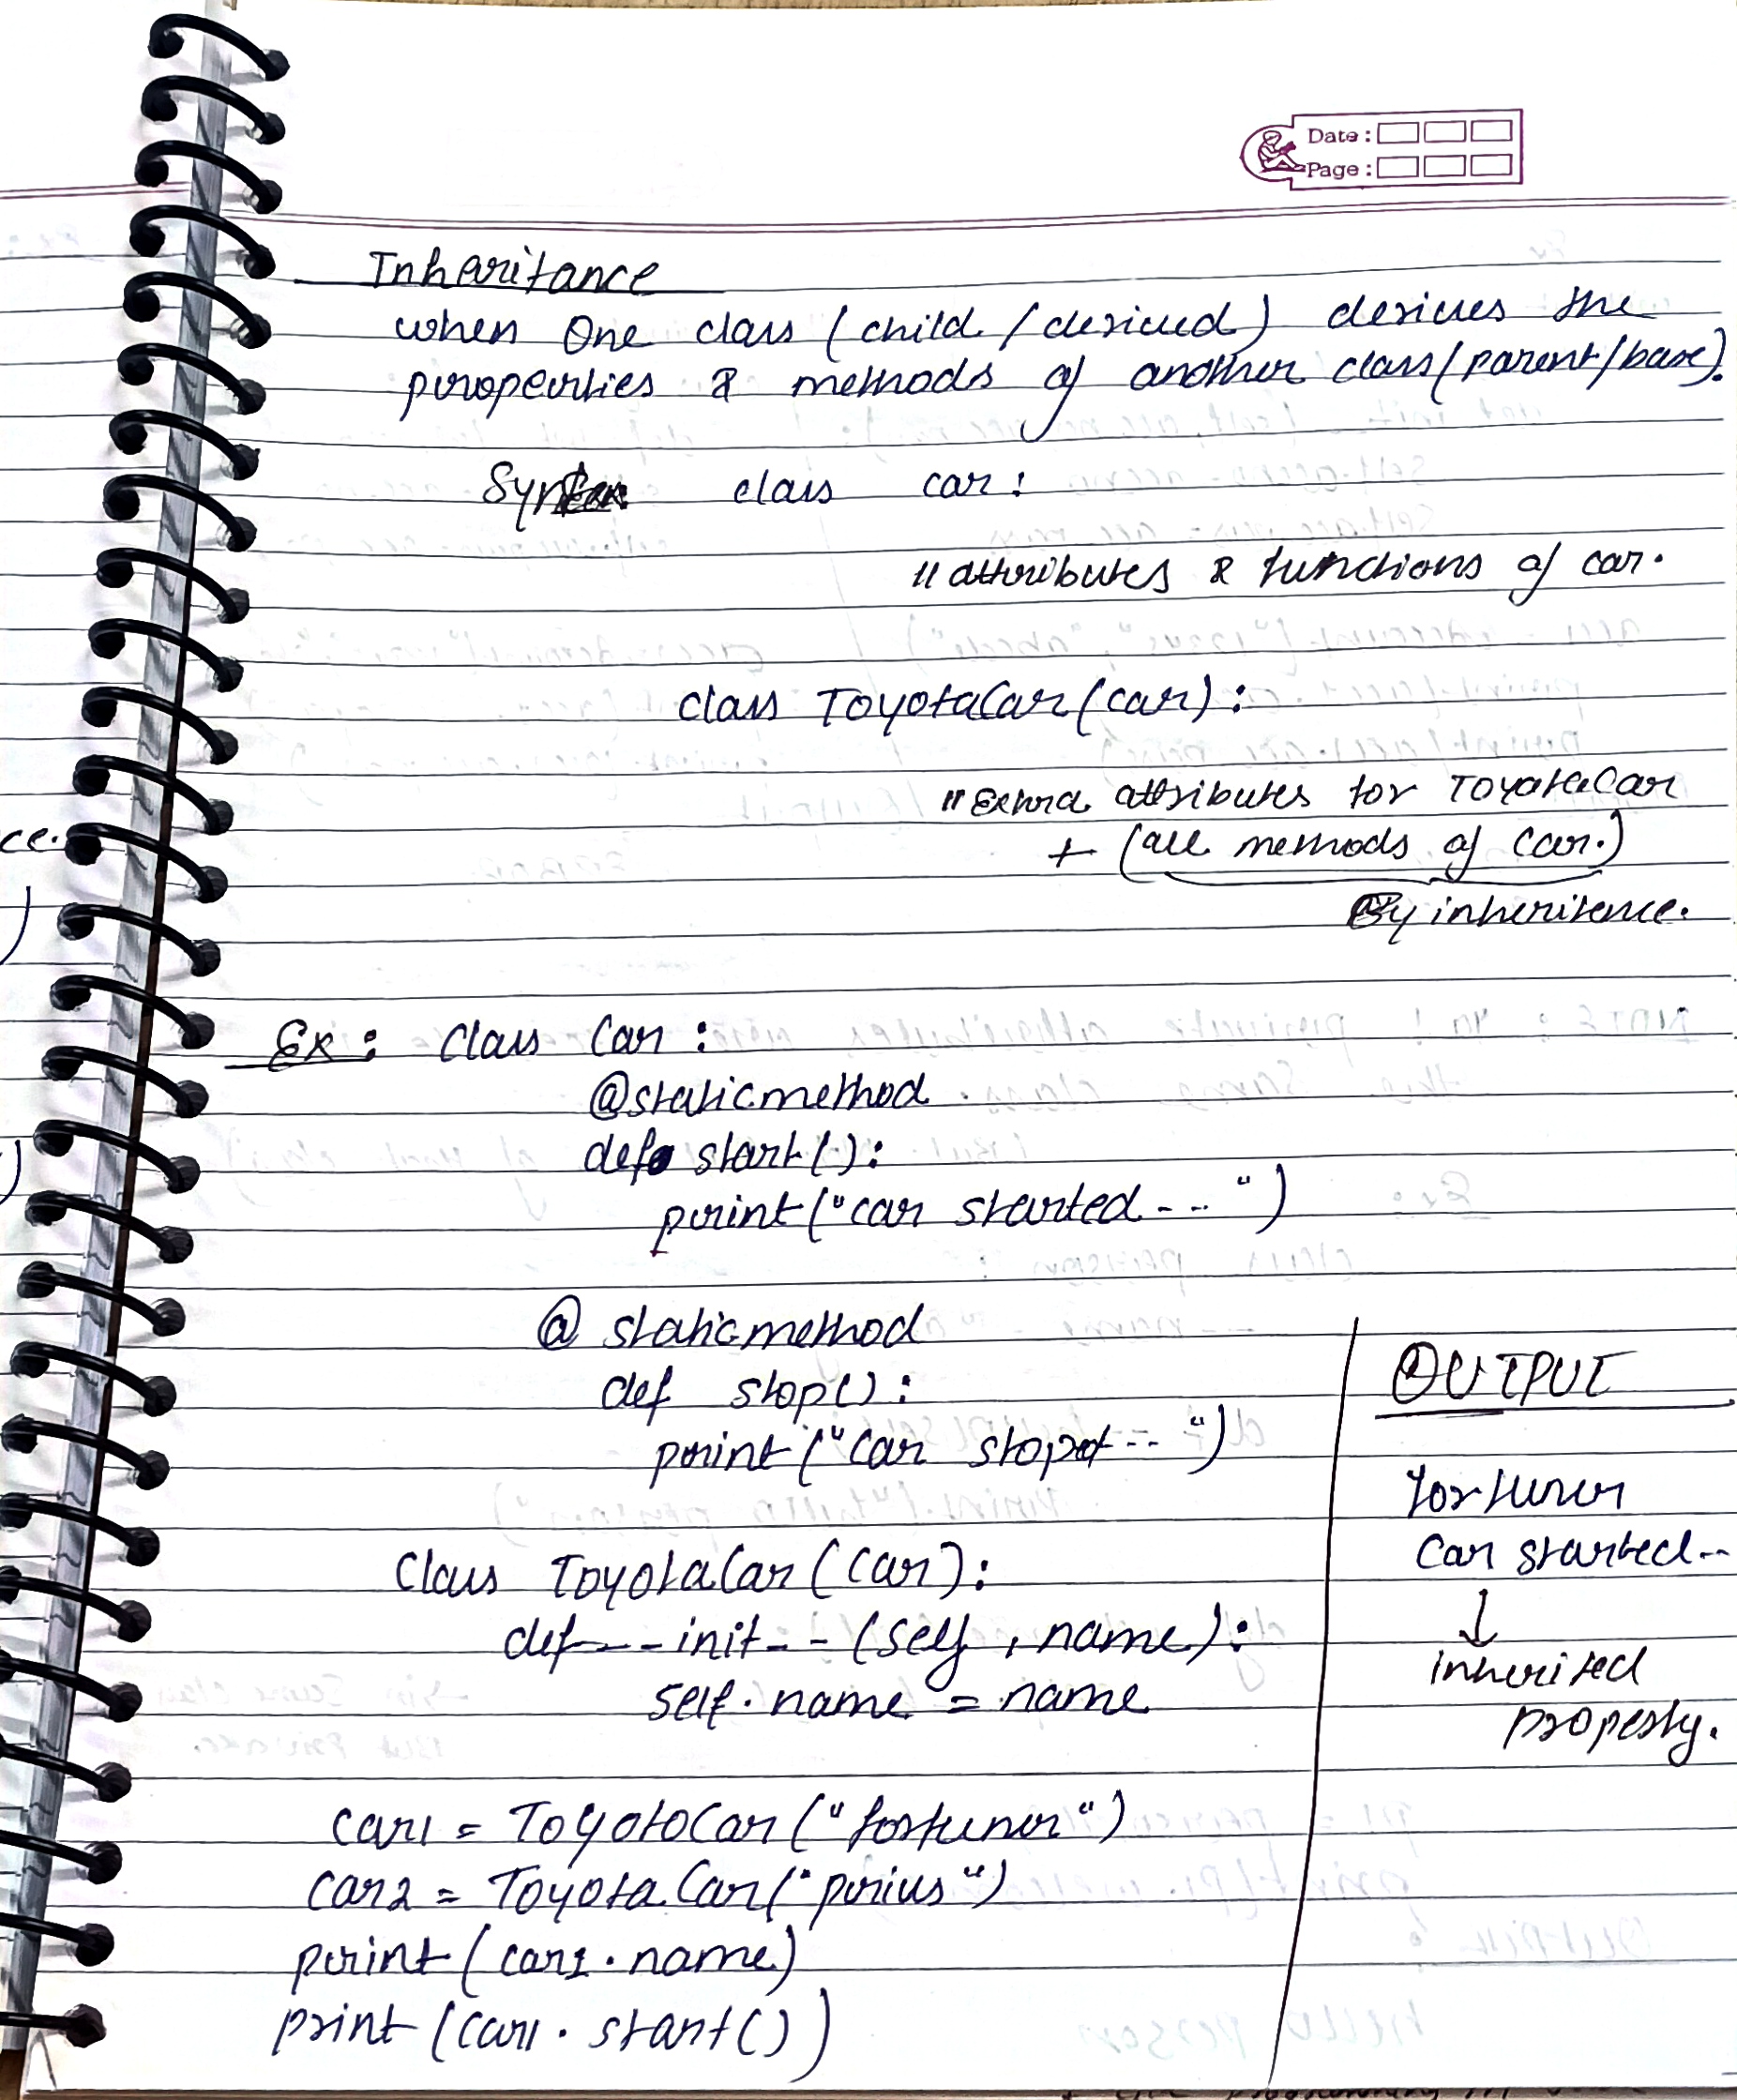 Date :
Page :
Inheritance
when One class (child / derived) derives the
properties & methods of another class (parent/base).
Syntax class car :
" attributes & functions of car.
class ToyotaCar (car) :
" Extra attributes for ToyotaCar
+ (all methods of Car.)
By inheritence.
Ex : Class Car :
@staticmethod
def start () :
print ("car started - - ")
@ staticmethod
def stop () :
print ("Car stoped -- ")
Class ToyotaCar (Car) :
def -- init -- (self , name) :
self . name = name
car1 = ToyotoCar ("fortuner")
Car2 = Toyota Car ("prius")
print (car1 . name)
print (car1 . start ())
OUTPUT
fortuner
Car started --
↓
inherited
property.
ce.